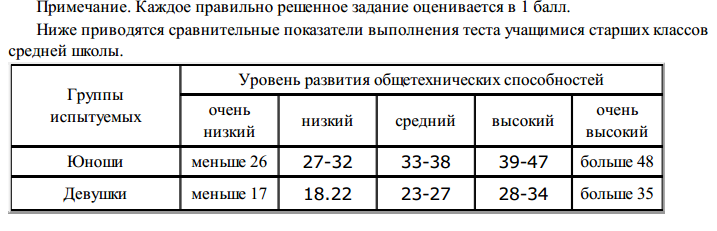 Примечание. Каждое правильно решенное задание оценивается в 1 балл.
Ниже приводятся сравнительные показатели выполнения теста учащимися старших классов
средней школы.
Группы испытуемых | Уровень развития общетехнических способностей
очень низкий | низкий | средний | высокий | очень высокий
Юноши | меньше 26 | 27-32 | 33-38 | 39-47 | больше 48
Девушки | меньше 17 | 18.22 | 23-27 | 28-34 | больше 35